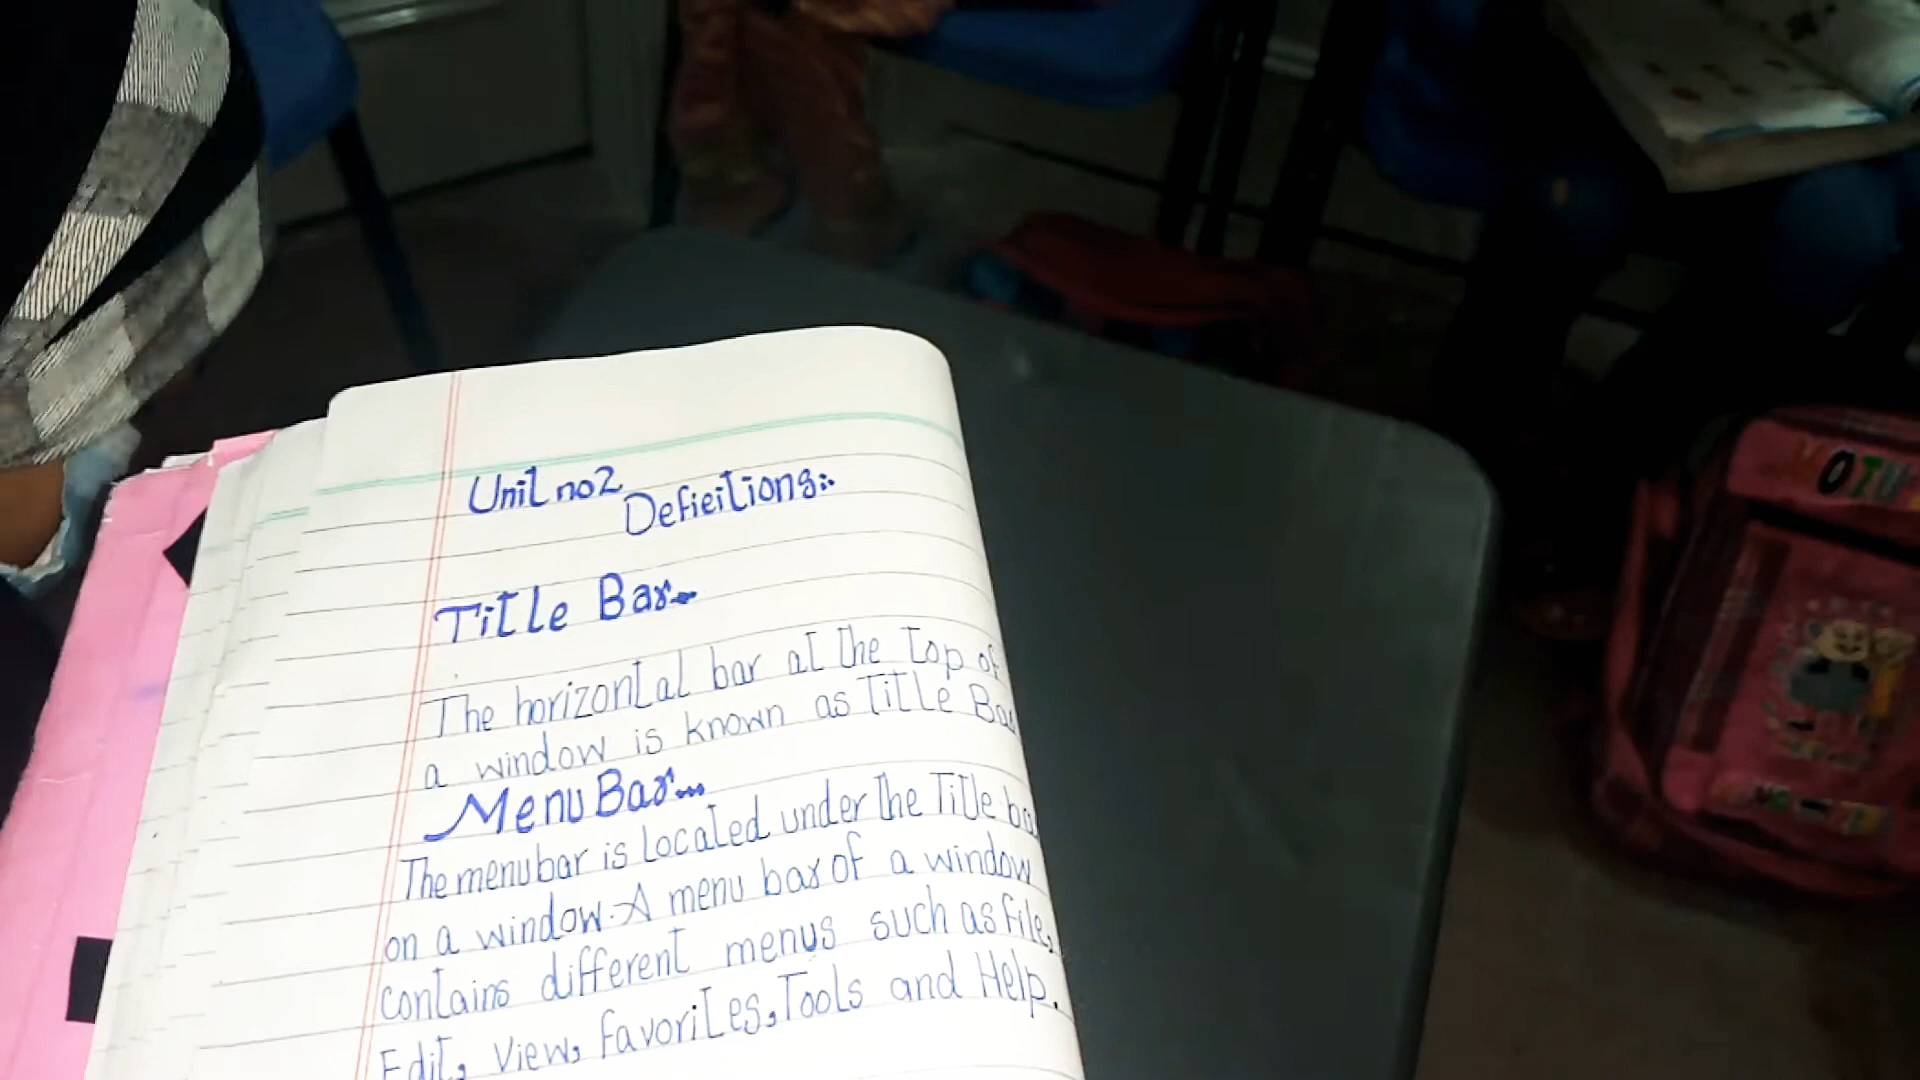 Unit no2
Defieitions:
Title Bar
The horizontal bar at the top of
a window is known as Title Bar
Menu Bar
The menu bar is located under the Title ba
on a window. A menu bar of a window
contains different menus such as File,
Edit, View, Favorites, Tools and Help.